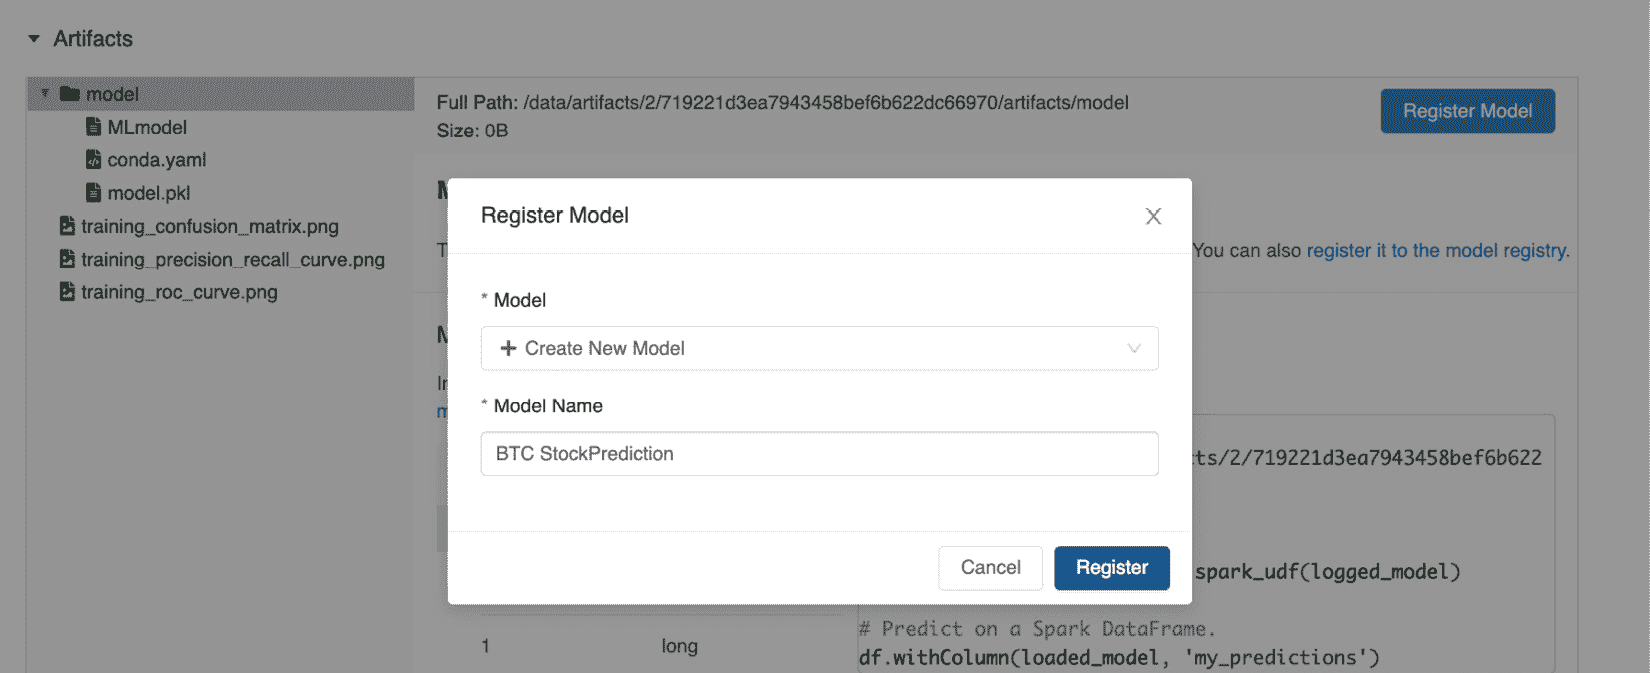 Artifacts
model
MLmodel
conda.yaml
model.pkl
training_confusion_matrix.png
training_precision_recall_curve.png
training_roc_curve.png
Full Path: /data/artifacts/2/719221d3ea7943458bef6b622dc66970/artifacts/model
Size: 0B
Register Model
You can also register it to the model registry.
Register Model
* Model
Create New Model
* Model Name
BTC StockPrediction
Cancel
Register
ts/2/719221d3ea7943458bef6b622
spark_udf(logged_model)
1 long
# Predict on a Spark DataFrame.
df.withColumn(loaded_model, 'my_predictions')